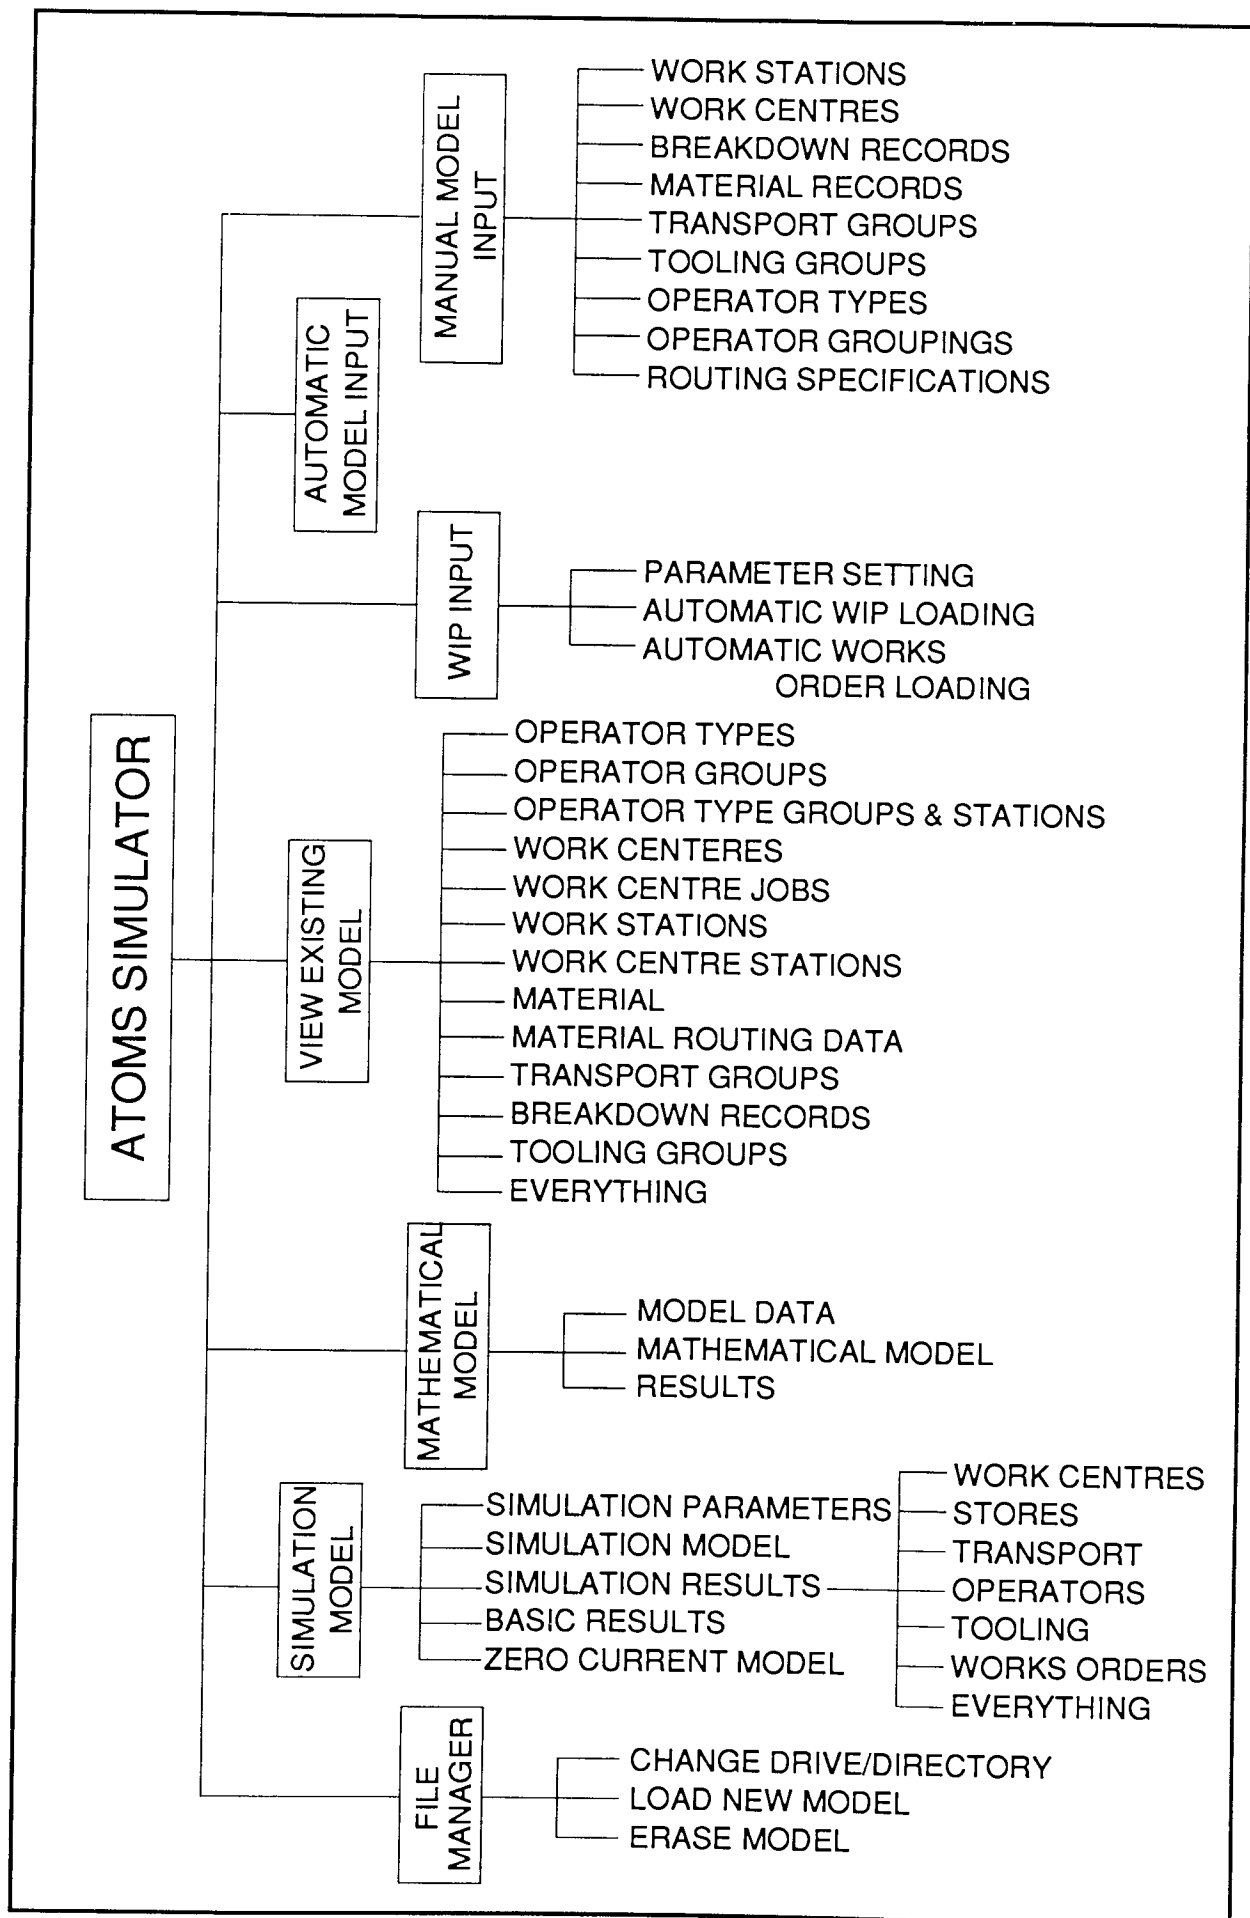 ATOMS SIMULATOR
MANUAL MODEL
INPUT
WORK STATIONS
WORK CENTRES
BREAKDOWN RECORDS
MATERIAL RECORDS
TRANSPORT GROUPS
TOOLING GROUPS
OPERATOR TYPES
OPERATOR GROUPINGS
ROUTING SPECIFICATIONS
AUTOMATIC
MODEL INPUT
WIP INPUT
PARAMETER SETTING
AUTOMATIC WIP LOADING
AUTOMATIC WORKS
ORDER LOADING
VIEW EXISTING
MODEL
OPERATOR TYPES
OPERATOR GROUPS
OPERATOR TYPE GROUPS & STATIONS
WORK CENTERES
WORK CENTRE JOBS
WORK STATIONS
WORK CENTRE STATIONS
MATERIAL
MATERIAL ROUTING DATA
TRANSPORT GROUPS
BREAKDOWN RECORDS
TOOLING GROUPS
EVERYTHING
MATHEMATICAL
MODEL
MODEL DATA
MATHEMATICAL MODEL
RESULTS
SIMULATION
MODEL
SIMULATION PARAMETERS
SIMULATION MODEL
SIMULATION RESULTS
BASIC RESULTS
ZERO CURRENT MODEL
WORK CENTRES
STORES
TRANSPORT
OPERATORS
TOOLING
WORKS ORDERS
EVERYTHING
FILE
MANAGER
CHANGE DRIVE/DIRECTORY
LOAD NEW MODEL
ERASE MODEL